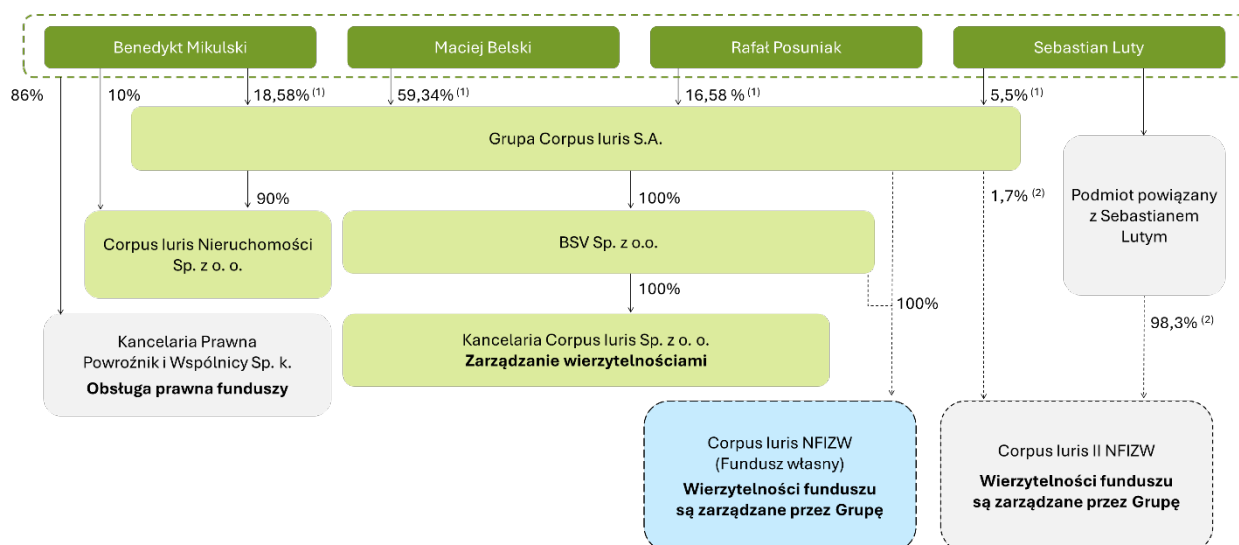 Benedykt Mikulski
Maciej Belski
Rafał Posuniak
Sebastian Luty
86%
10%
18,58% (1)
59,34% (1)
16,58 % (1)
5,5% (1)
Grupa Corpus Iuris S.A.
90%
100%
1,7% (2)
Podmiot powiązany
z Sebastianem
Lutym
Corpus Iuris Nieruchomości
Sp. z o. o.
BSV Sp. z o.o.
100%
100%
98,3% (2)
Kancelaria Prawna
Powroźnik i Wspólnicy Sp. k.
Obsługa prawna funduszy
Kancelaria Corpus Iuris Sp. z o. o.
Zarządzanie wierzytelnościami
Corpus Iuris NFIZW
(Fundusz własny)
Wierzytelności funduszu
są zarządzane przez Grupę
Corpus Iuris II NFIZW
Wierzytelności funduszu
są zarządzane przez Grupę